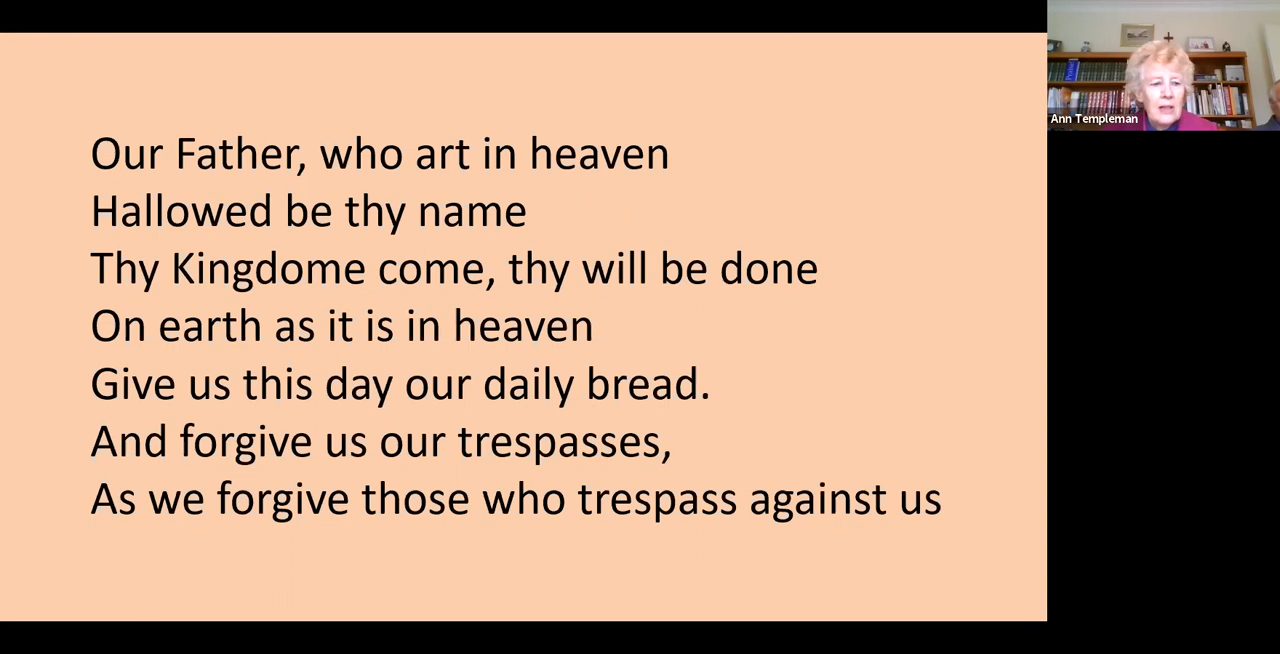 Our Father, who art in heaven
Hallowed be thy name
Thy Kingdome come, thy will be done
On earth as it is in heaven
Give us this day our daily bread.
And forgive us our trespasses,
As we forgive those who trespass against us
Ann Templeman